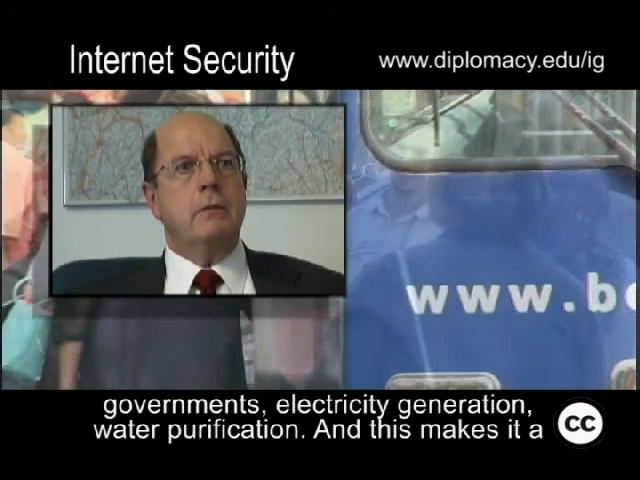 Internet Security
www.diplomacy.edu/ig
www.b
governments, electricity generation,
water purification. And this makes it a
cc